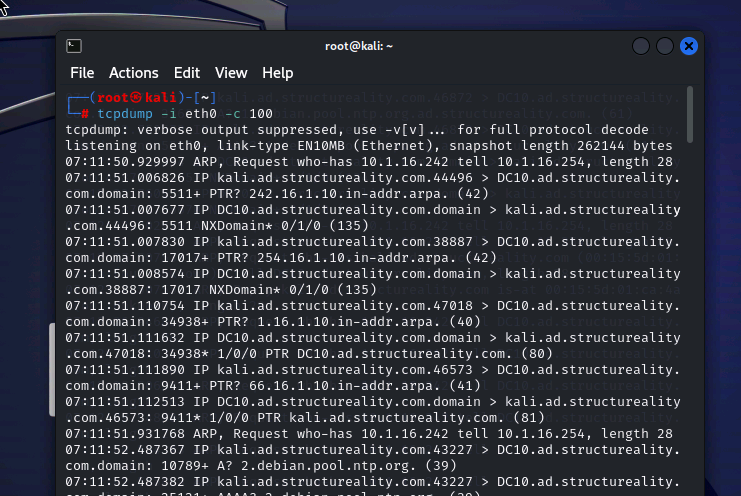 root@kali: ~
File Actions Edit View Help
┌──(root㉿kali)-[~]
└─# tcpdump -i eth0 -c 100
tcpdump: verbose output suppressed, use -v[v]... for full protocol decode
listening on eth0, link-type EN10MB (Ethernet), snapshot length 262144 bytes
07:11:50.929997 ARP, Request who-has 10.1.16.242 tell 10.1.16.254, length 28
07:11:51.006826 IP kali.ad.structureality.com.44496 > DC10.ad.structureality.
com.domain: 5511+ PTR? 242.16.1.10.in-addr.arpa. (42)
07:11:51.007677 IP DC10.ad.structureality.com.domain > kali.ad.structureality
.com.44496: 5511 NXDomain* 0/1/0 (135)
07:11:51.007830 IP kali.ad.structureality.com.38887 > DC10.ad.structureality.
com.domain: 17017+ PTR? 254.16.1.10.in-addr.arpa. (42)
07:11:51.008574 IP DC10.ad.structureality.com.domain > kali.ad.structureality
.com.38887: 17017 NXDomain* 0/1/0 (135)
07:11:51.110754 IP kali.ad.structureality.com.47018 > DC10.ad.structureality.
com.domain: 34938+ PTR? 1.16.1.10.in-addr.arpa. (40)
07:11:51.111632 IP DC10.ad.structureality.com.domain > kali.ad.structureality
.com.47018: 34938* 1/0/0 PTR DC10.ad.structureality.com. (80)
07:11:51.111890 IP kali.ad.structureality.com.46573 > DC10.ad.structureality.
com.domain: 9411+ PTR? 66.16.1.10.in-addr.arpa. (41)
07:11:51.112513 IP DC10.ad.structureality.com.domain > kali.ad.structureality
.com.46573: 9411* 1/0/0 PTR kali.ad.structureality.com. (81)
07:11:51.931768 ARP, Request who-has 10.1.16.242 tell 10.1.16.254, length 28
07:11:52.487367 IP kali.ad.structureality.com.43227 > DC10.ad.structureality.
com.domain: 10789+ A? 2.debian.pool.ntp.org. (39)
07:11:52.487382 IP kali.ad.structureality.com.43227 > DC10.ad.structureality.